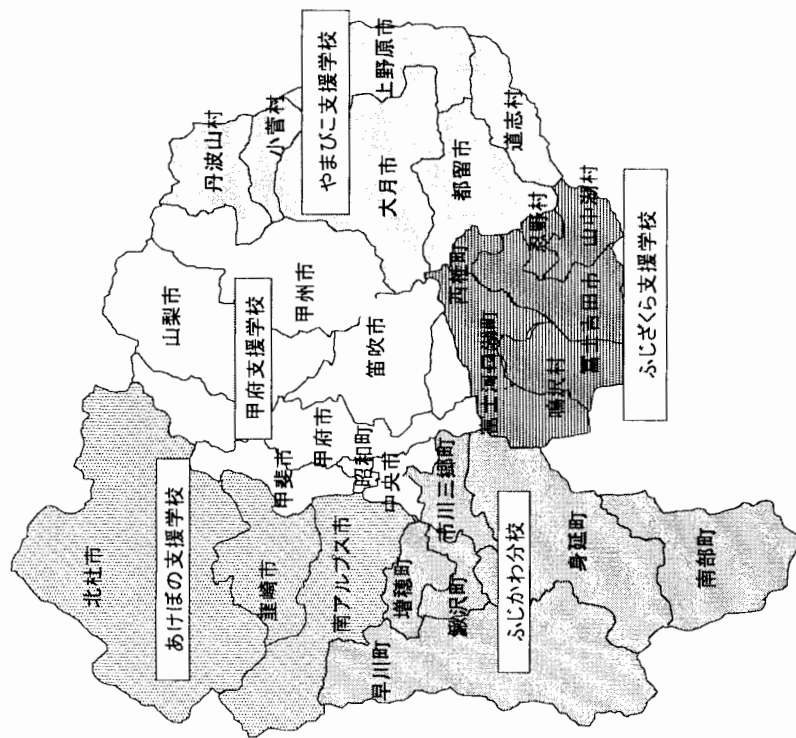 北杜市
あけぼの支援学校
韮崎市
南アルプス市
早川町
増穂町
鰍沢町
ふじかわ分校
身延町
南部町
市川三郷町
中央市
昭和町
甲斐市
甲府市
甲府支援学校
山梨市
甲州市
笛吹市
丹波山村
小菅村
やまびこ支援学校
上野原市
大月市
都留市
道志村
西桂町
忍野村
山中湖村
富士吉田市
富士河口湖町
鳴沢村
ふじざくら支援学校